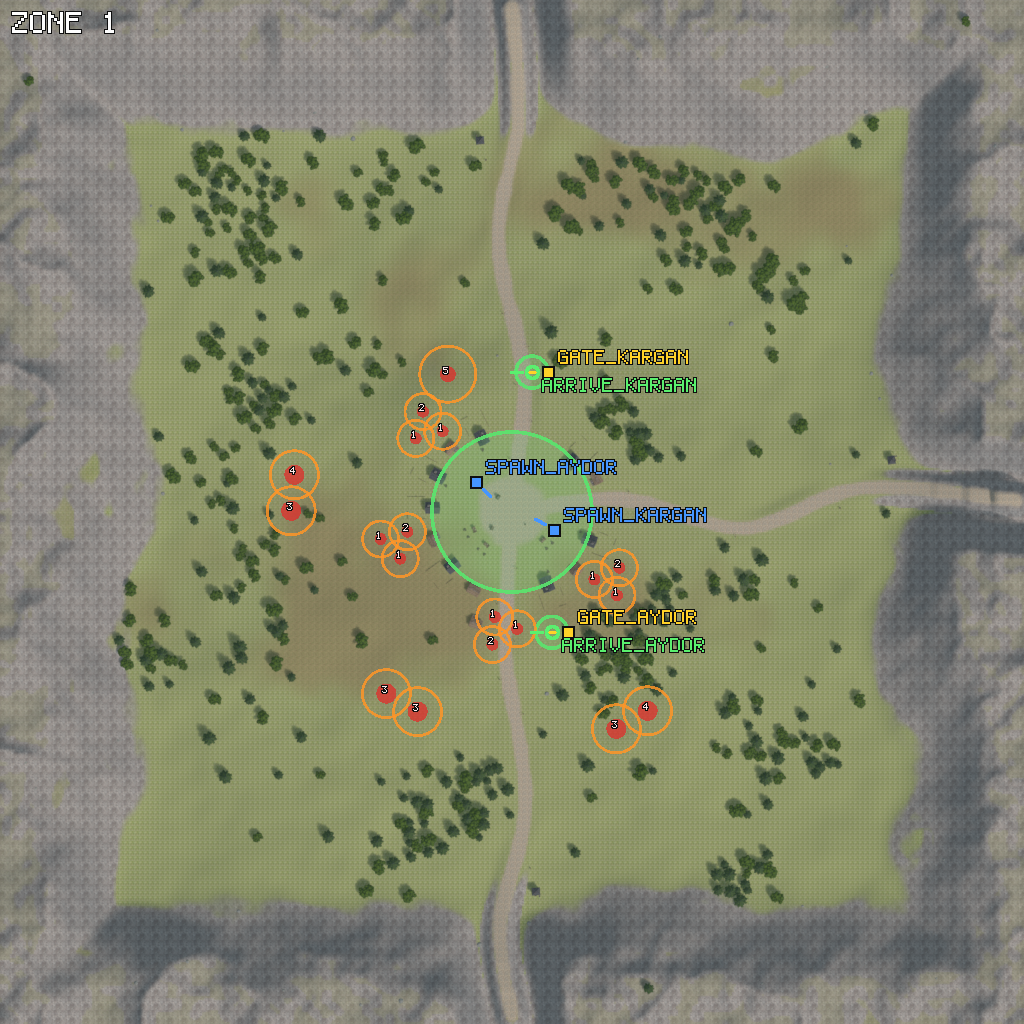 ZONE 1
GATE_KARGAN
5
ARRIVE_KARGAN
2
1
1
SPAWN_AYDOR
4
3
SPAWN_KARGAN
2
1
1
2
1
1
GATE_AYDOR
1
1
ARRIVE_AYDOR
2
3
3
4
3